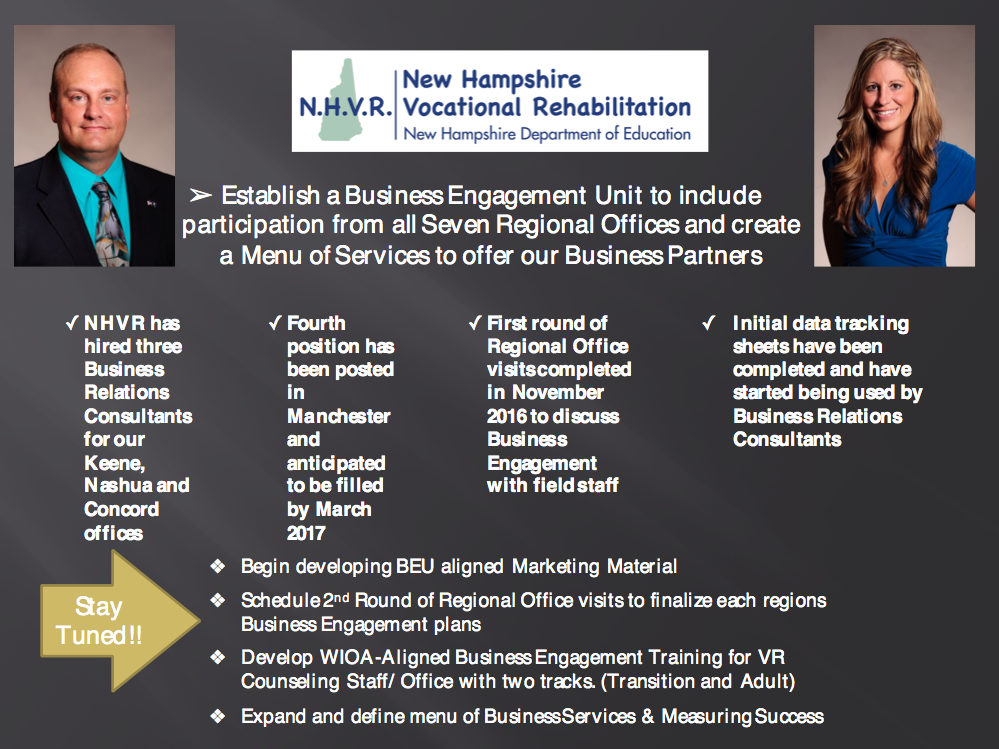 New Hampshire
N.H.V.R. Vocational Rehabilitation
New Hampshire Department of Education
➢ Establish a Business Engagement Unit to include
participation from all Seven Regional Offices and create
a Menu of Services to offer our Business Partners
✓ NHVR has
hired three
Business
Relations
Consultants
for our
Keene,
Nashua and
Concord
offices
✓ Fourth
position has
been posted
in
Manchester
and
anticipated
to be filled
by March
2017
✓ First round of
Regional Office
visits completed
in November
2016 to discuss
Business
Engagement
with field staff
✓ Initial data tracking
sheets have been
completed and have
started being used by
Business Relations
Consultants
Stay
Tuned!!
❖ Begin developing BEU aligned Marketing Material
❖ Schedule 2nd Round of Regional Office visits to finalize each regions
Business Engagement plans
❖ Develop WIOA-Aligned Business Engagement Training for VR
Counseling Staff/ Office with two tracks. (Transition and Adult)
❖ Expand and define menu of Business Services & Measuring Success